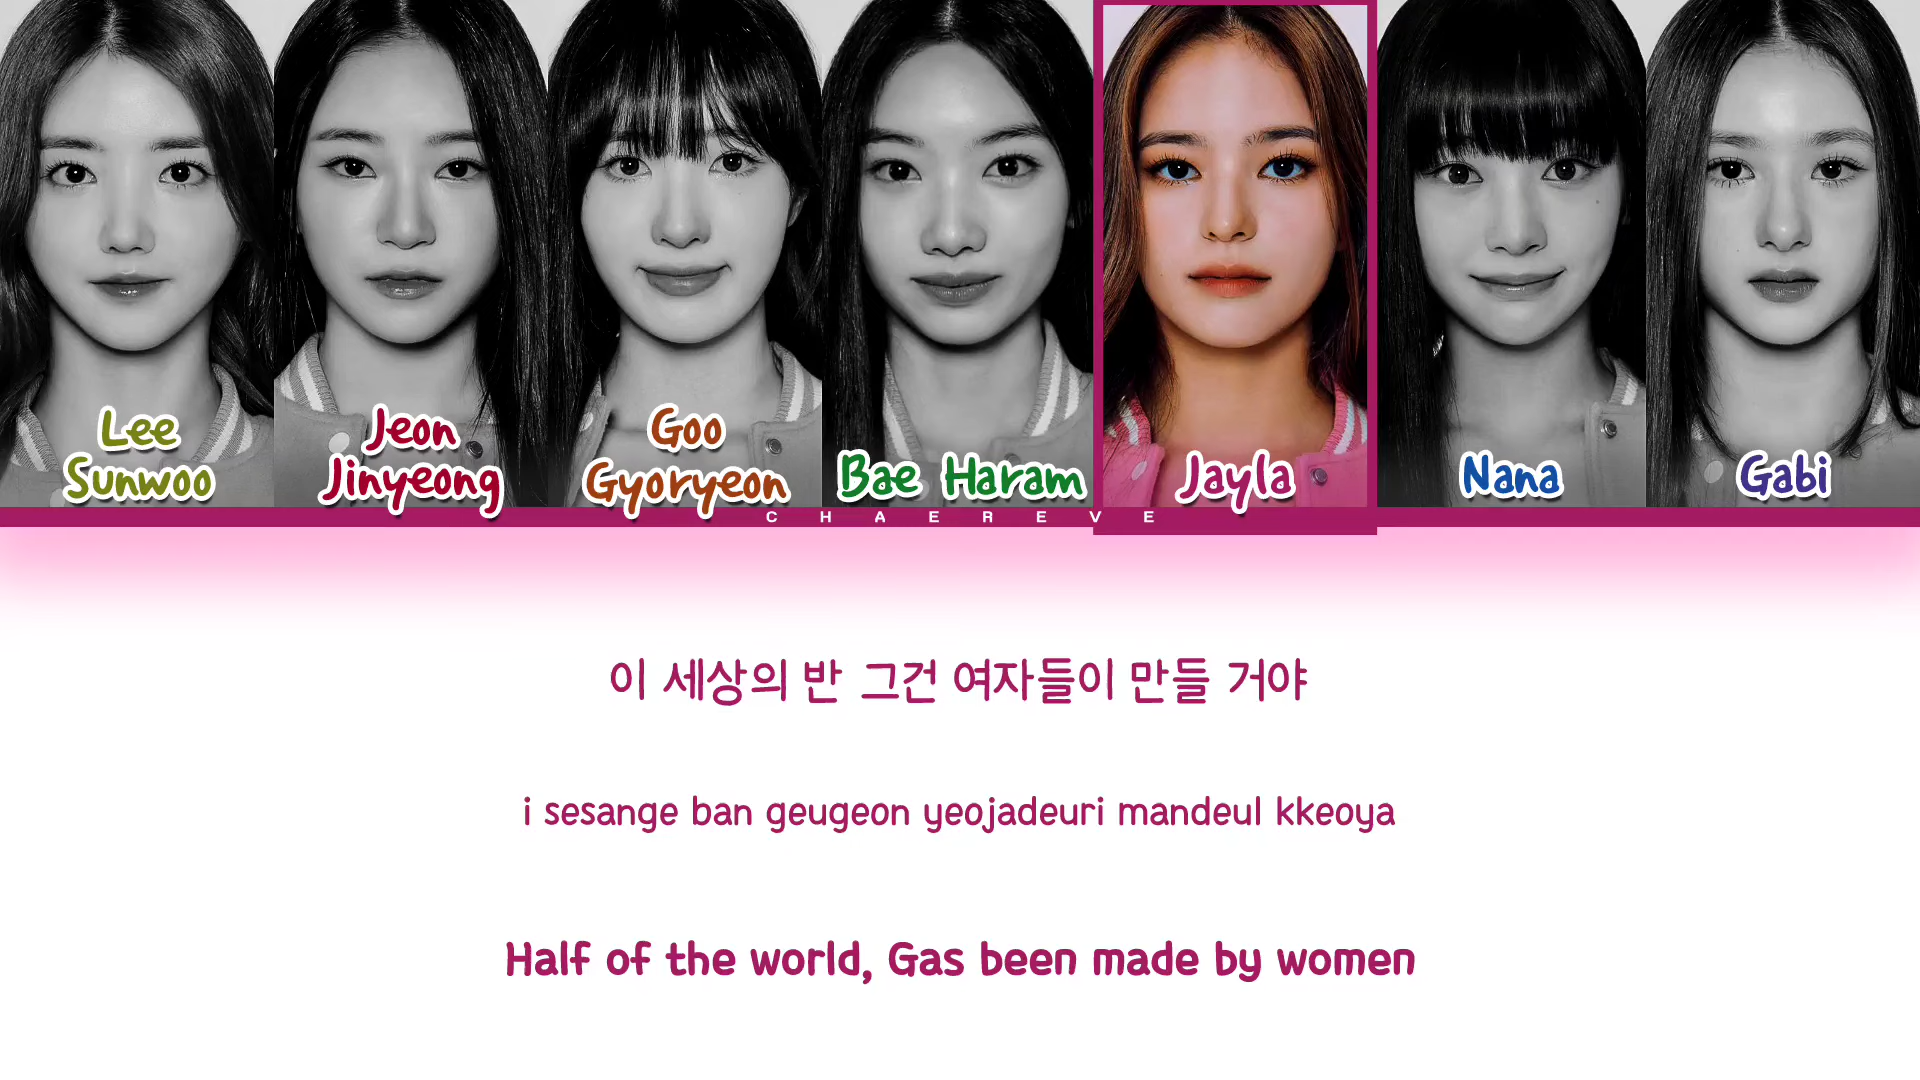 Lee Sunwoo
Jeon Jinyeong
Goo Gyoryeon
Bae Haram
Jayla
Nana
Gabi
CHAEREVE
이 세상의 반 그건 여자들이 만들 거야
i sesange ban geugeon yeojadeuri mandeul kkeoya
Half of the world, Gas been made by women